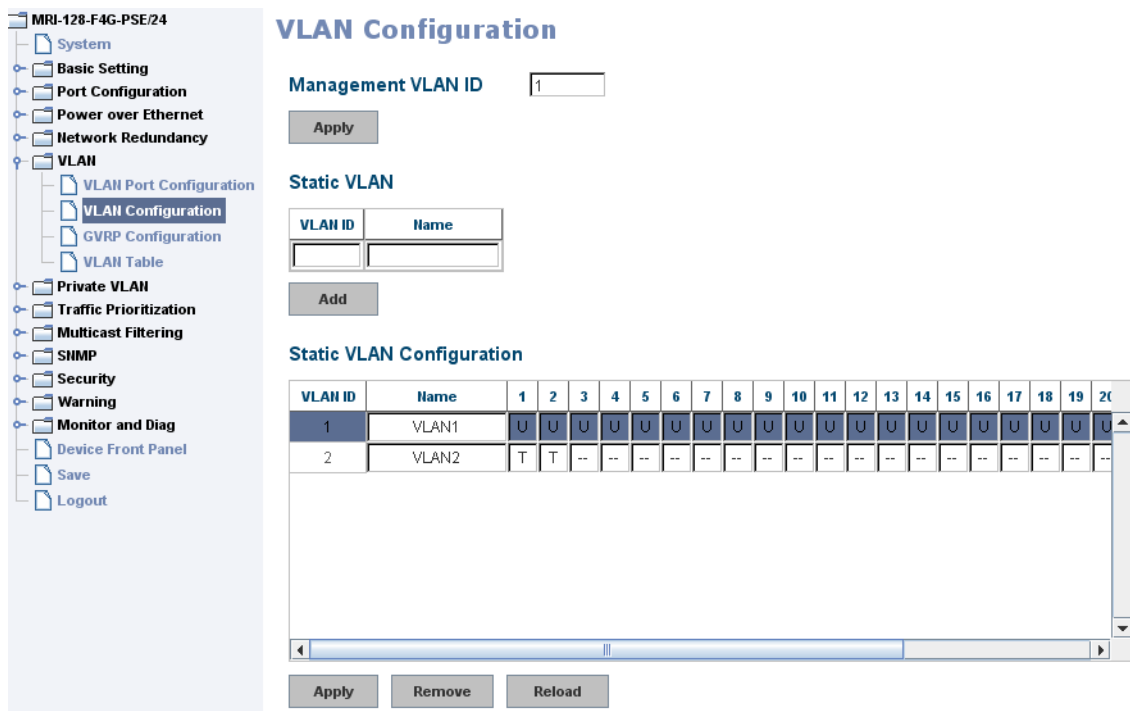 MRI-128-F4G-PSE/24
System
Basic Setting
Port Configuration
Power over Ethernet
Network Redundancy
VLAN
VLAN Port Configuration
VLAN Configuration
GVRP Configuration
VLAN Table
Private VLAN
Traffic Prioritization
Multicast Filtering
SNMP
Security
Warning
Monitor and Diag
Device Front Panel
Save
Logout
VLAN Configuration
Management VLAN ID 1
Apply
Static VLAN
VLAN ID Name
Add
Static VLAN Configuration
VLAN ID Name 1 2 3 4 5 6 7 8 9 10 11 12 13 14 15 16 17 18 19 20
1 VLAN1 U U U U U U U U U U U U U U U U U U U U
2 VLAN2 T T -- -- -- -- -- -- -- -- -- -- -- -- -- -- -- -- -- --
Apply Remove Reload